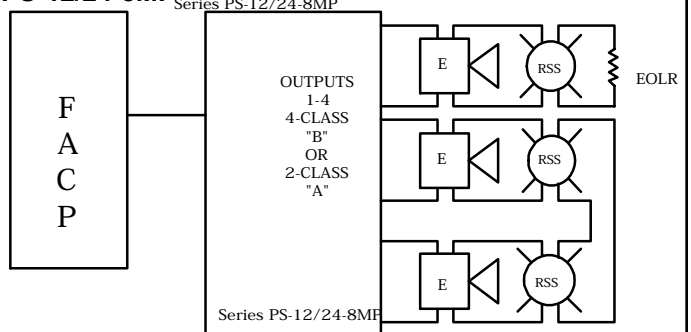 Series PS-12/24-8MP
F
A
C
P
OUTPUTS
1-4
4-CLASS
"B"
OR
2-CLASS
"A"
Series PS-12/24-8MP
E
RSS
EOLR
E
RSS
E
RSS